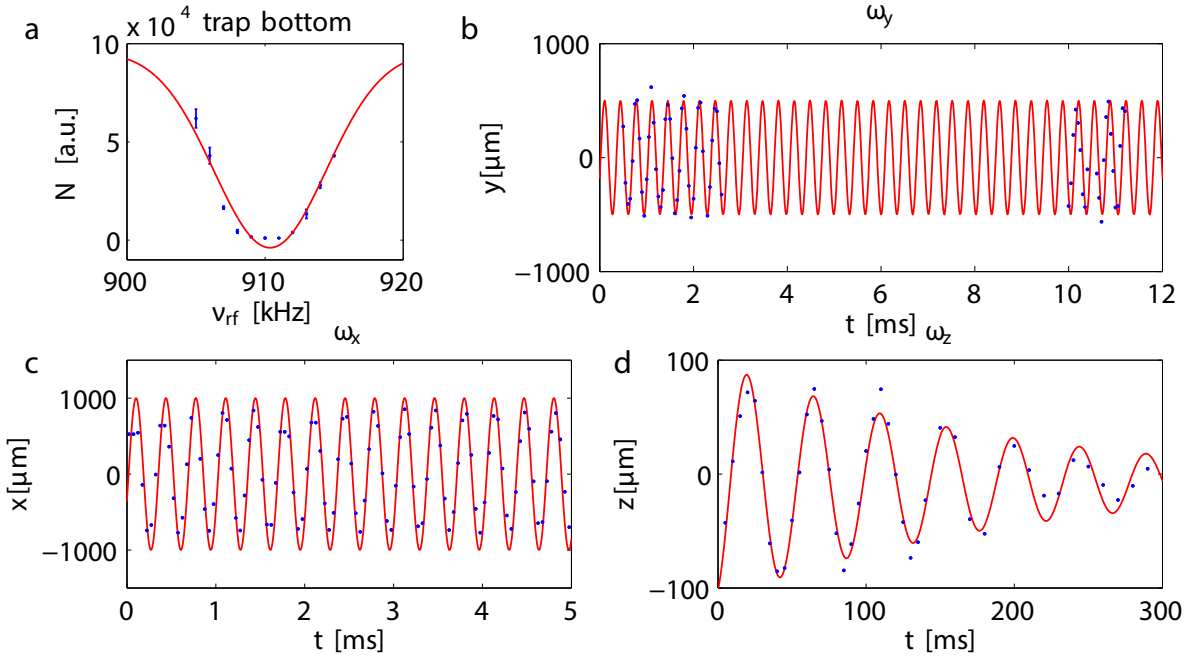 a
x 10⁴ trap bottom
10
5
0
N [a.u.]
900
910
920
ν_rf [kHz]
b
ω_y
1000
0
−1000
y[μm]
0
2
4
6
8
10
12
t [ms]
c
ω_x
1000
0
−1000
x[μm]
0
1
2
3
4
5
t [ms]
d
ω_z
100
0
−100
z[μm]
0
100
200
300
t [ms]